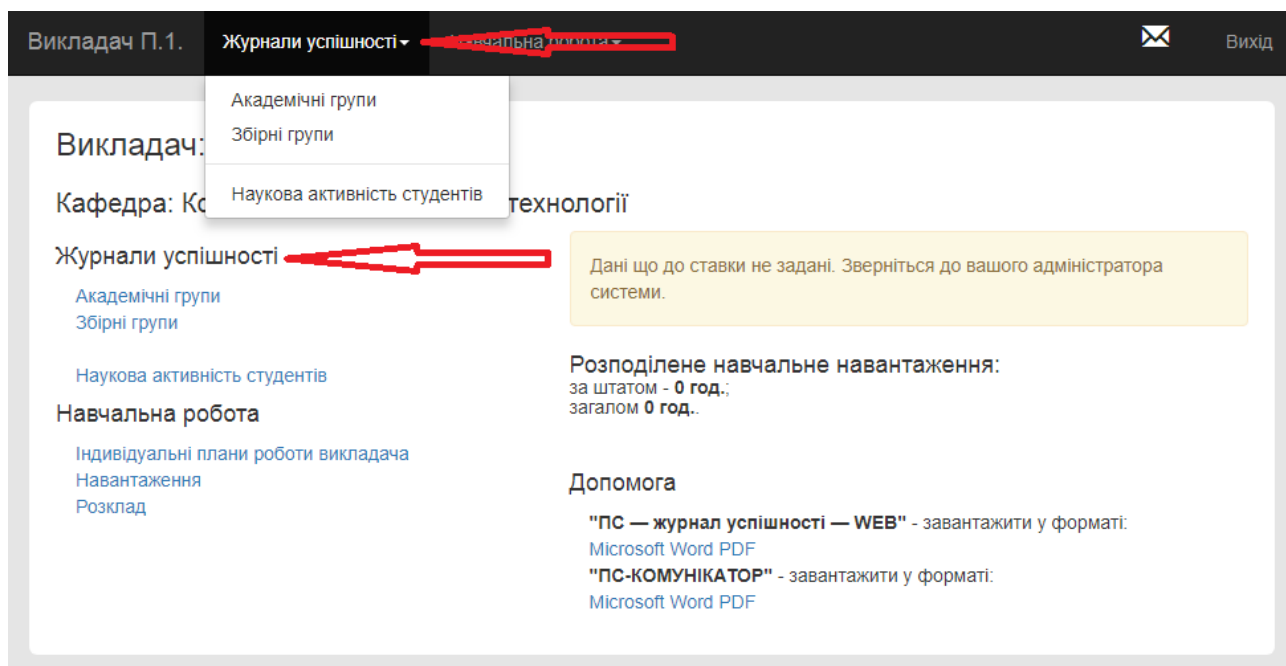 Викладач П.1. Журнали успішності робота Вихід
Академічні групи
Збірні групи
Наукова активність студентів
Викладач:
Кафедра: технології
Журнали успішності
Академічні групи
Збірні групи
Наукова активність студентів
Навчальна робота
Індивідуальні плани роботи викладача
Навантаження
Розклад
Дані що до ставки не задані. Зверніться до вашого адміністратора
системи.
Розподілене навчальне навантаження:
за штатом - 0 год.;
загалом 0 год..
Допомога
"ПС — журнал успішності — WEB" - завантажити у форматі:
Microsoft Word PDF
"ПС-КОМУНІКАТОР" - завантажити у форматі:
Microsoft Word PDF